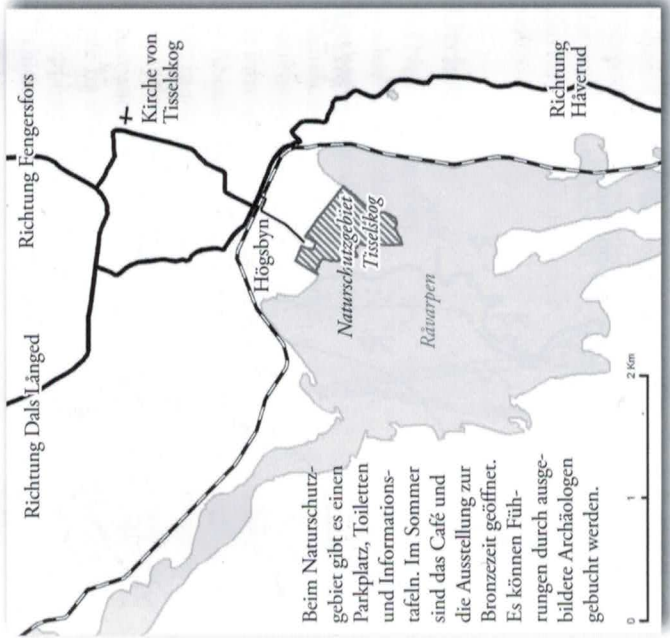 Richtung Dals Långed
Richtung Fengersfors
Kirche von
Tisselskog
Högsbyn
Naturschutzgebiet
Tisselskog
Råvarpen
Richtung
Håverud
Beim Naturschutz-
gebiet gibt es einen
Parkplatz, Toiletten
und Informations-
tafeln. Im Sommer
sind das Café und
die Ausstellung zur
Bronzezeit geöffnet.
Es können Füh-
rungen durch ausge-
bildete Archäologen
gebucht werden.
0 1 2 Km